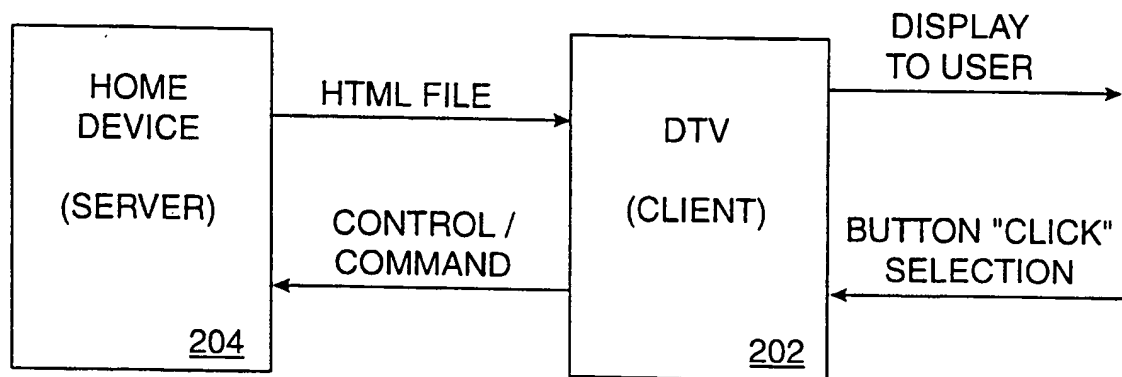 HOME
DEVICE
(SERVER)
204
HTML FILE
CONTROL /
COMMAND
DTV
(CLIENT)
202
DISPLAY
TO USER
BUTTON "CLICK"
SELECTION